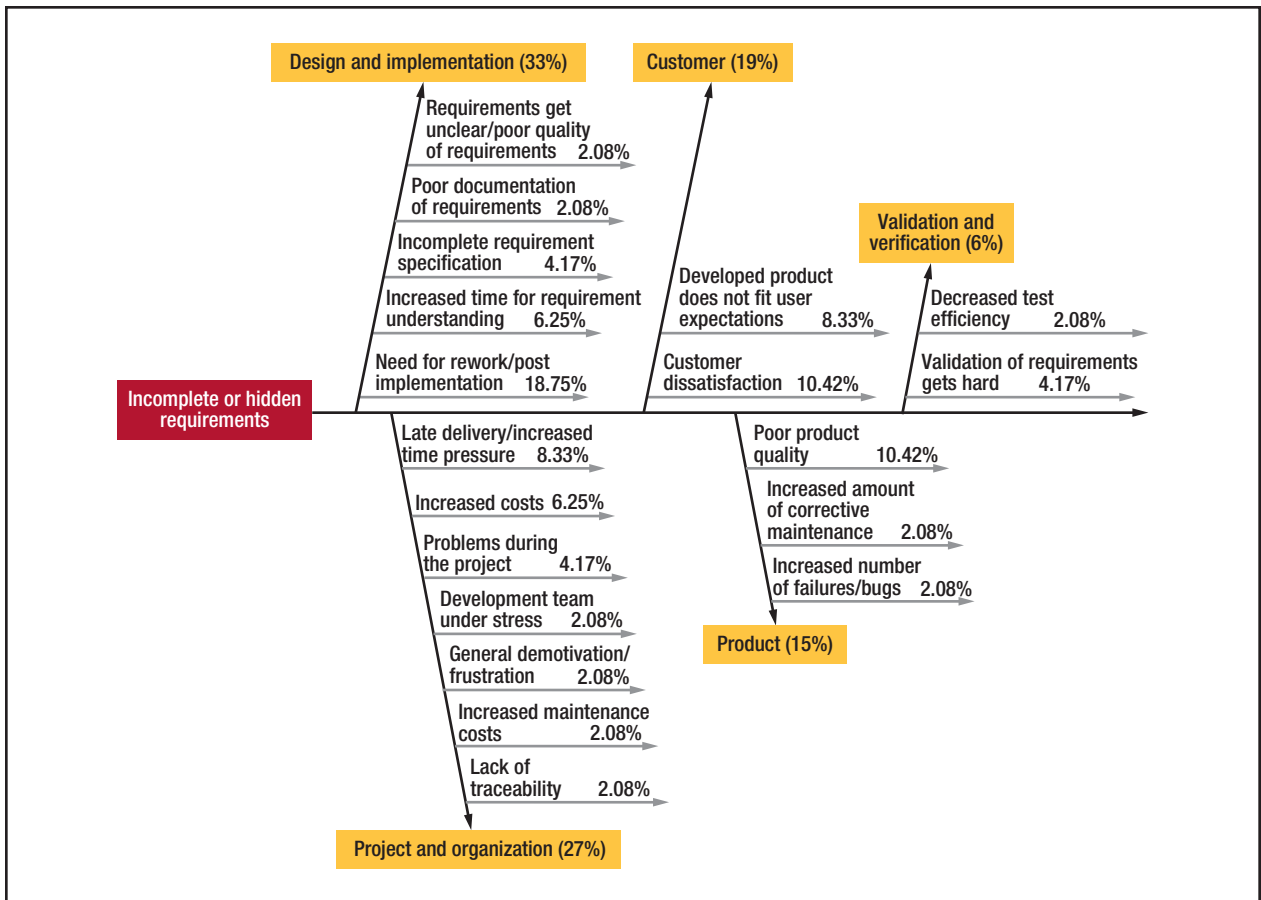 Design and implementation (33%)
Customer (19%)
Requirements get
unclear/poor quality
of requirements 2.08%
Poor documentation
of requirements 2.08%
Incomplete requirement
specification 4.17%
Increased time for requirement
understanding 6.25%
Need for rework/post
implementation 18.75%
Developed product
does not fit user
expectations 8.33%
Customer
dissatisfaction 10.42%
Validation and
verification (6%)
Decreased test
efficiency 2.08%
Validation of requirements
gets hard 4.17%
Incomplete or hidden
requirements
Late delivery/increased
time pressure 8.33%
Increased costs 6.25%
Problems during
the project 4.17%
Development team
under stress 2.08%
General demotivation/
frustration 2.08%
Increased maintenance
costs 2.08%
Lack of
traceability 2.08%
Project and organization (27%)
Poor product
quality 10.42%
Increased amount
of corrective
maintenance 2.08%
Increased number
of failures/bugs 2.08%
Product (15%)